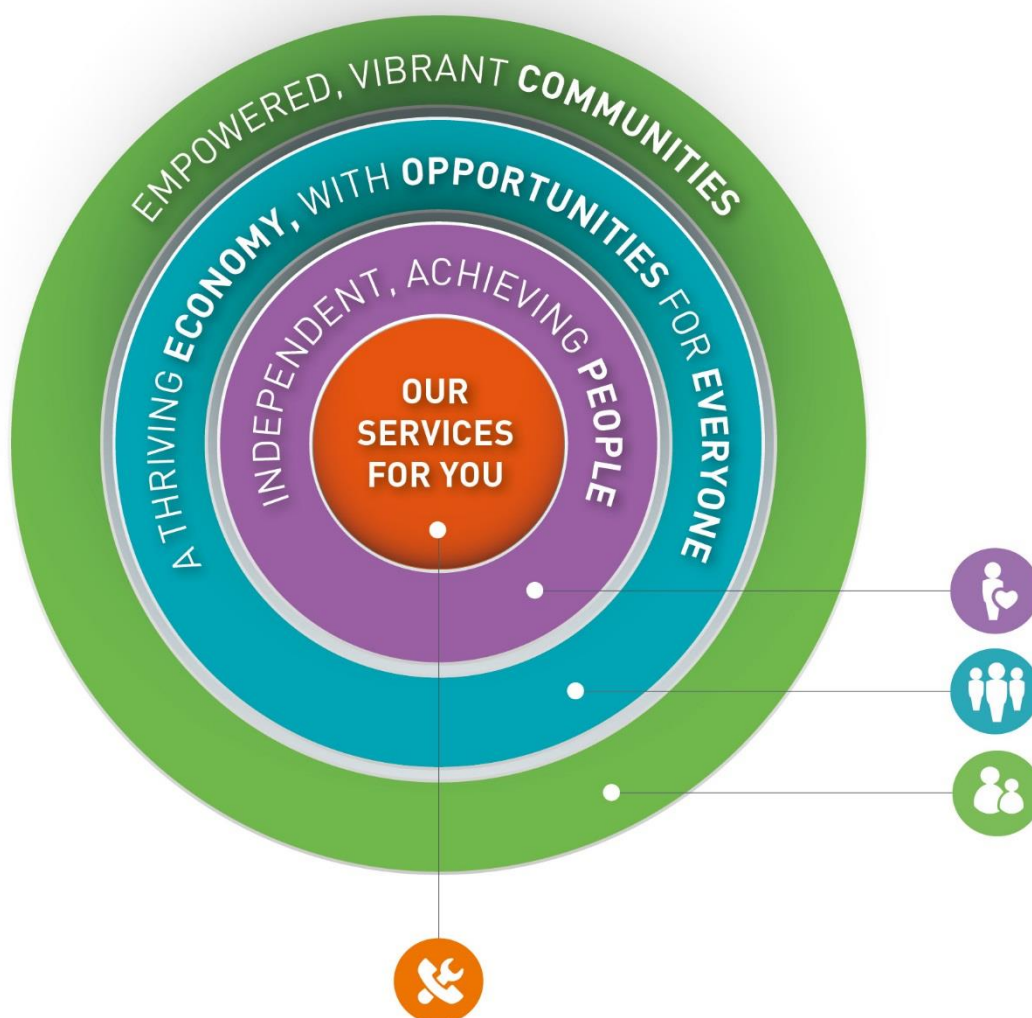 EMPOWERED, VIBRANT COMMUNITIES
A THRIVING ECONOMY, WITH OPPORTUNITIES FOR EVERYONE
INDEPENDENT, ACHIEVING PEOPLE
OUR
SERVICES
FOR YOU